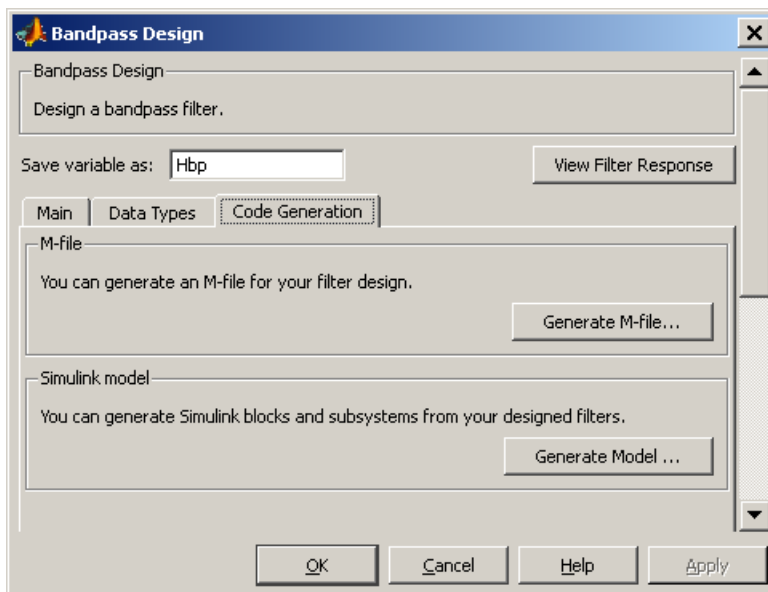 Bandpass Design
Bandpass Design
Design a bandpass filter.
Save variable as: Hbp View Filter Response
Main Data Types Code Generation
M-file
You can generate an M-file for your filter design.
Generate M-file...
Simulink model
You can generate Simulink blocks and subsystems from your designed filters.
Generate Model ...
OK Cancel Help Apply